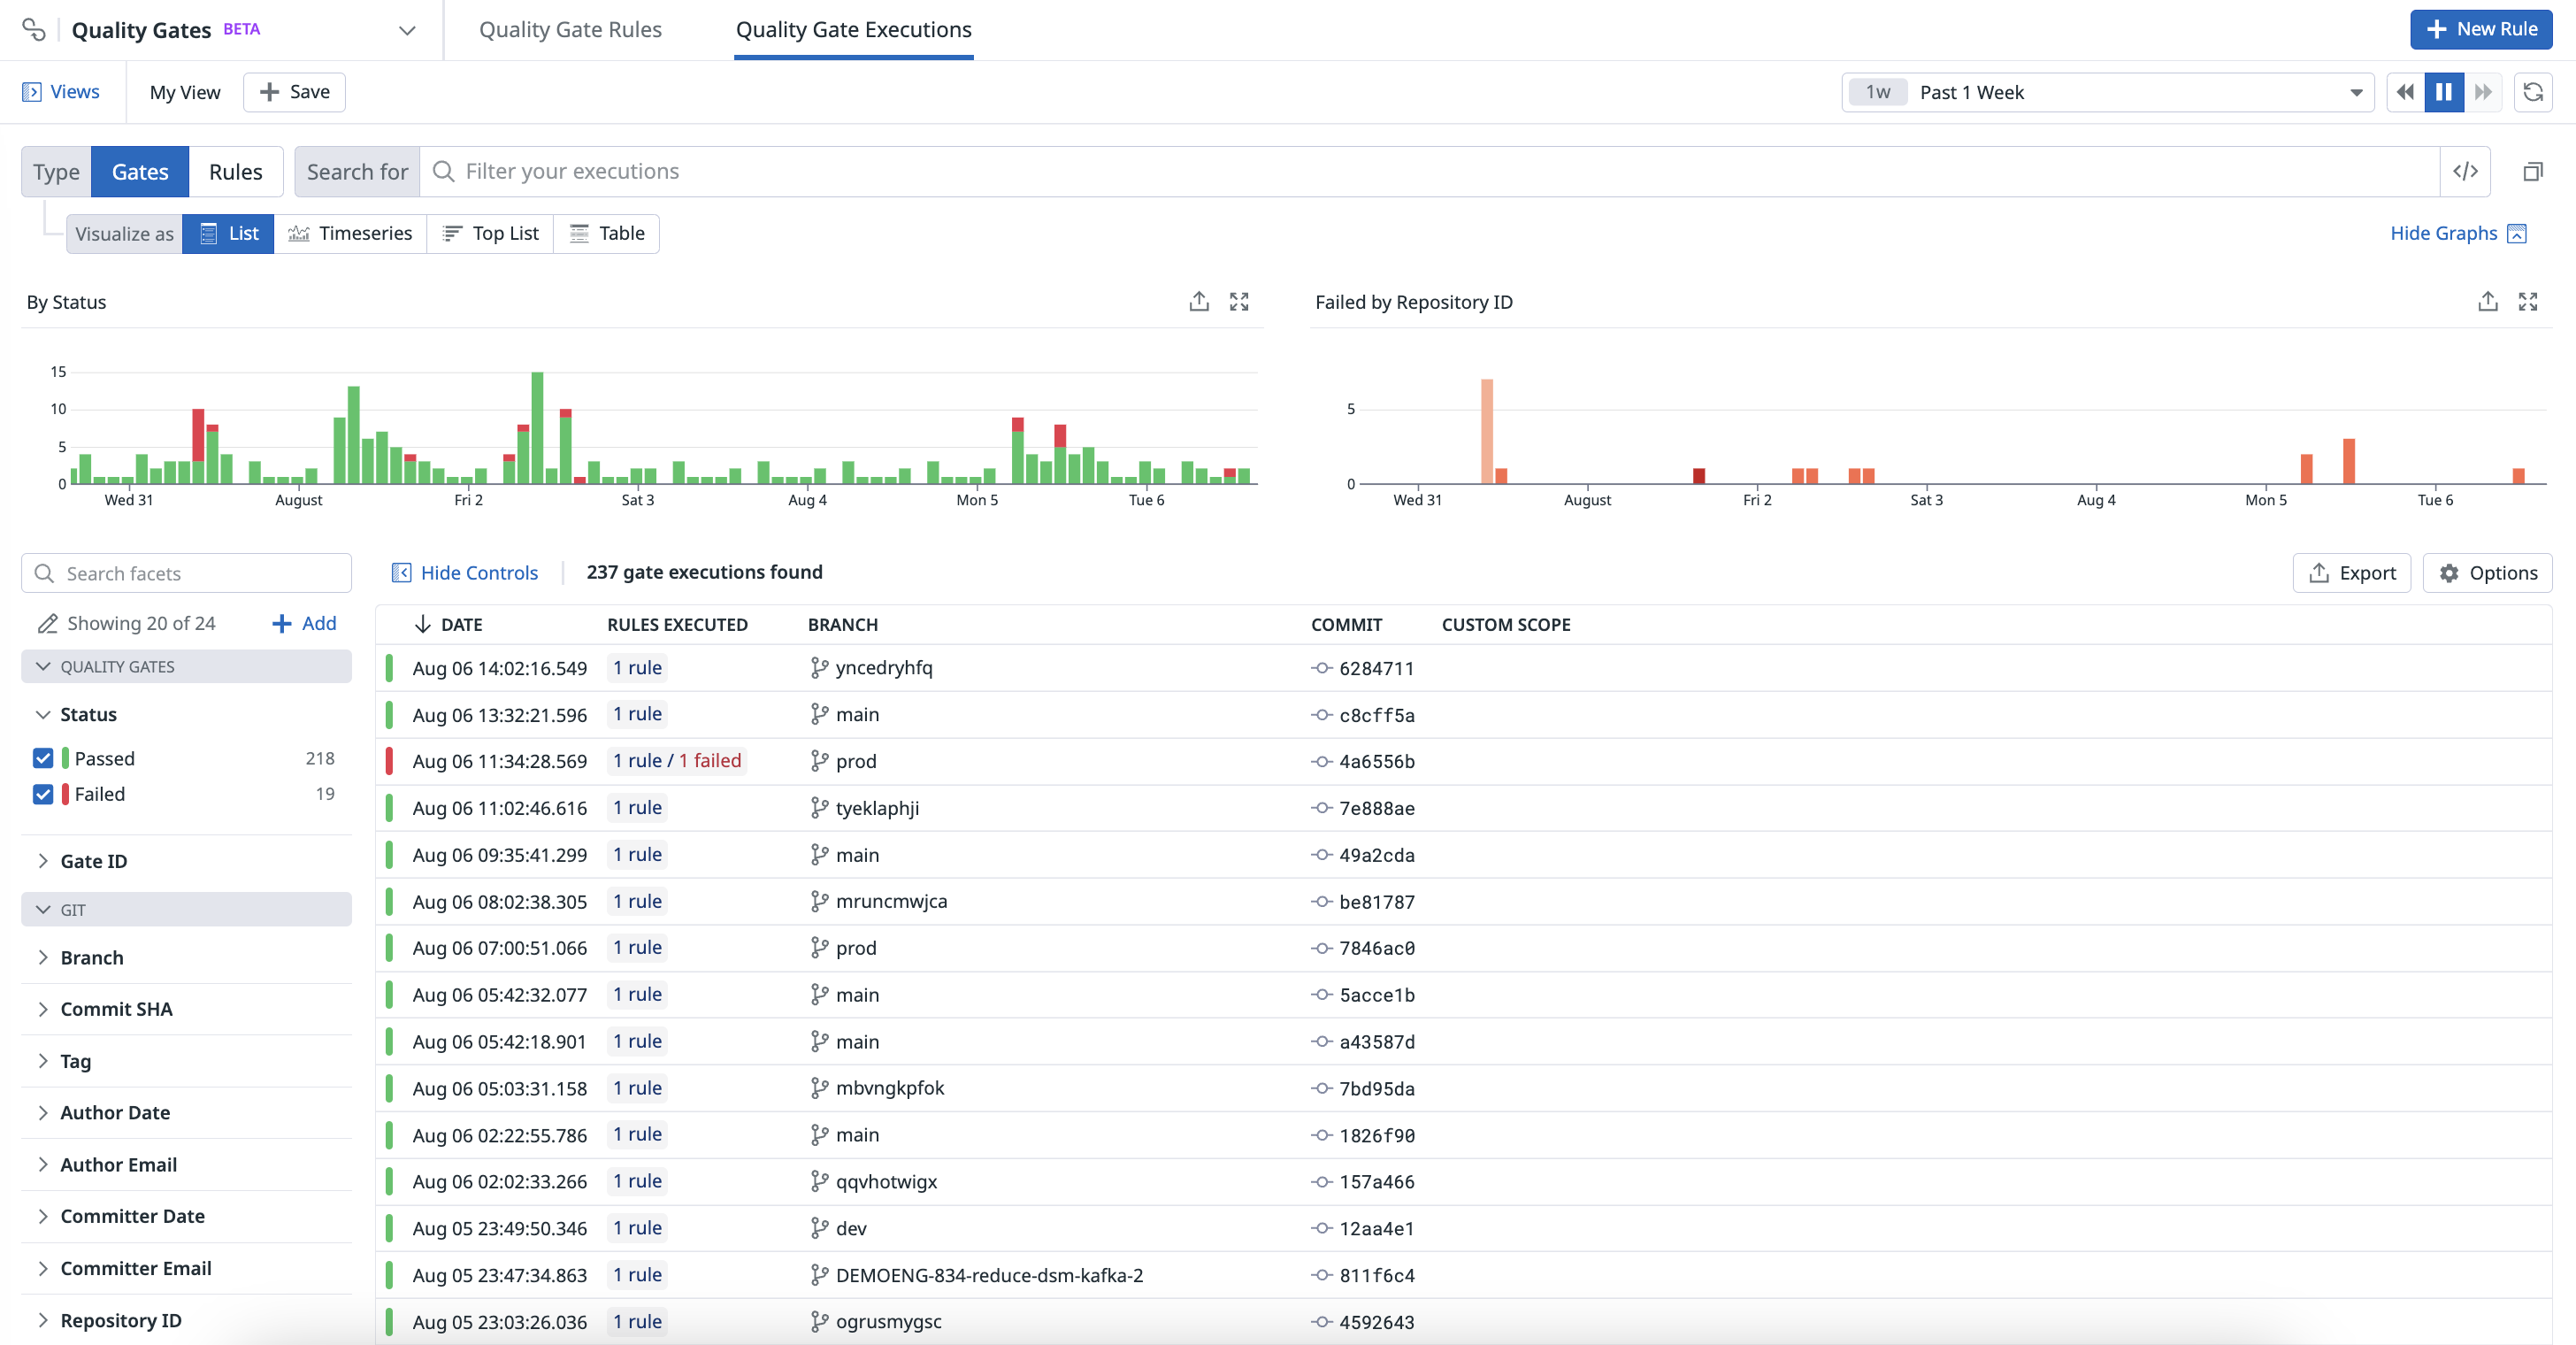 Quality Gates BETA
Quality Gate Rules
Quality Gate Executions
New Rule
Views
My View
Save
1w Past 1 Week
Type Gates Rules
Search for Filter your executions
Visualize as List Timeseries Top List Table
Hide Graphs
By Status
15
10
5
0
Wed 31 August Fri 2 Sat 3 Aug 4 Mon 5 Tue 6
Failed by Repository ID
5
0
Wed 31 August Fri 2 Sat 3 Aug 4 Mon 5 Tue 6
Search facets
Showing 20 of 24 Add
QUALITY GATES
Status
Passed 218
Failed 19
Gate ID
GIT
Branch
Commit SHA
Tag
Author Date
Author Email
Committer Date
Committer Email
Repository ID
Hide Controls 237 gate executions found
Export Options
DATE RULES EXECUTED BRANCH COMMIT CUSTOM SCOPE
Aug 06 14:02:16.549 1 rule yncedryhfq 6284711
Aug 06 13:32:21.596 1 rule main c8cff5a
Aug 06 11:34:28.569 1 rule / 1 failed prod 4a6556b
Aug 06 11:02:46.616 1 rule tyeklaphji 7e888ae
Aug 06 09:35:41.299 1 rule main 49a2cda
Aug 06 08:02:38.305 1 rule mruncmwjca be81787
Aug 06 07:00:51.066 1 rule prod 7846ac0
Aug 06 05:42:32.077 1 rule main 5acce1b
Aug 06 05:42:18.901 1 rule main a43587d
Aug 06 05:03:31.158 1 rule mbvngkpfok 7bd95da
Aug 06 02:22:55.786 1 rule main 1826f90
Aug 06 02:02:33.266 1 rule qqvhotwigx 157a466
Aug 05 23:49:50.346 1 rule dev 12aa4e1
Aug 05 23:47:34.863 1 rule DEMOENG-834-reduce-dsm-kafka-2 811f6c4
Aug 05 23:03:26.036 1 rule ogrusmygsc 4592643